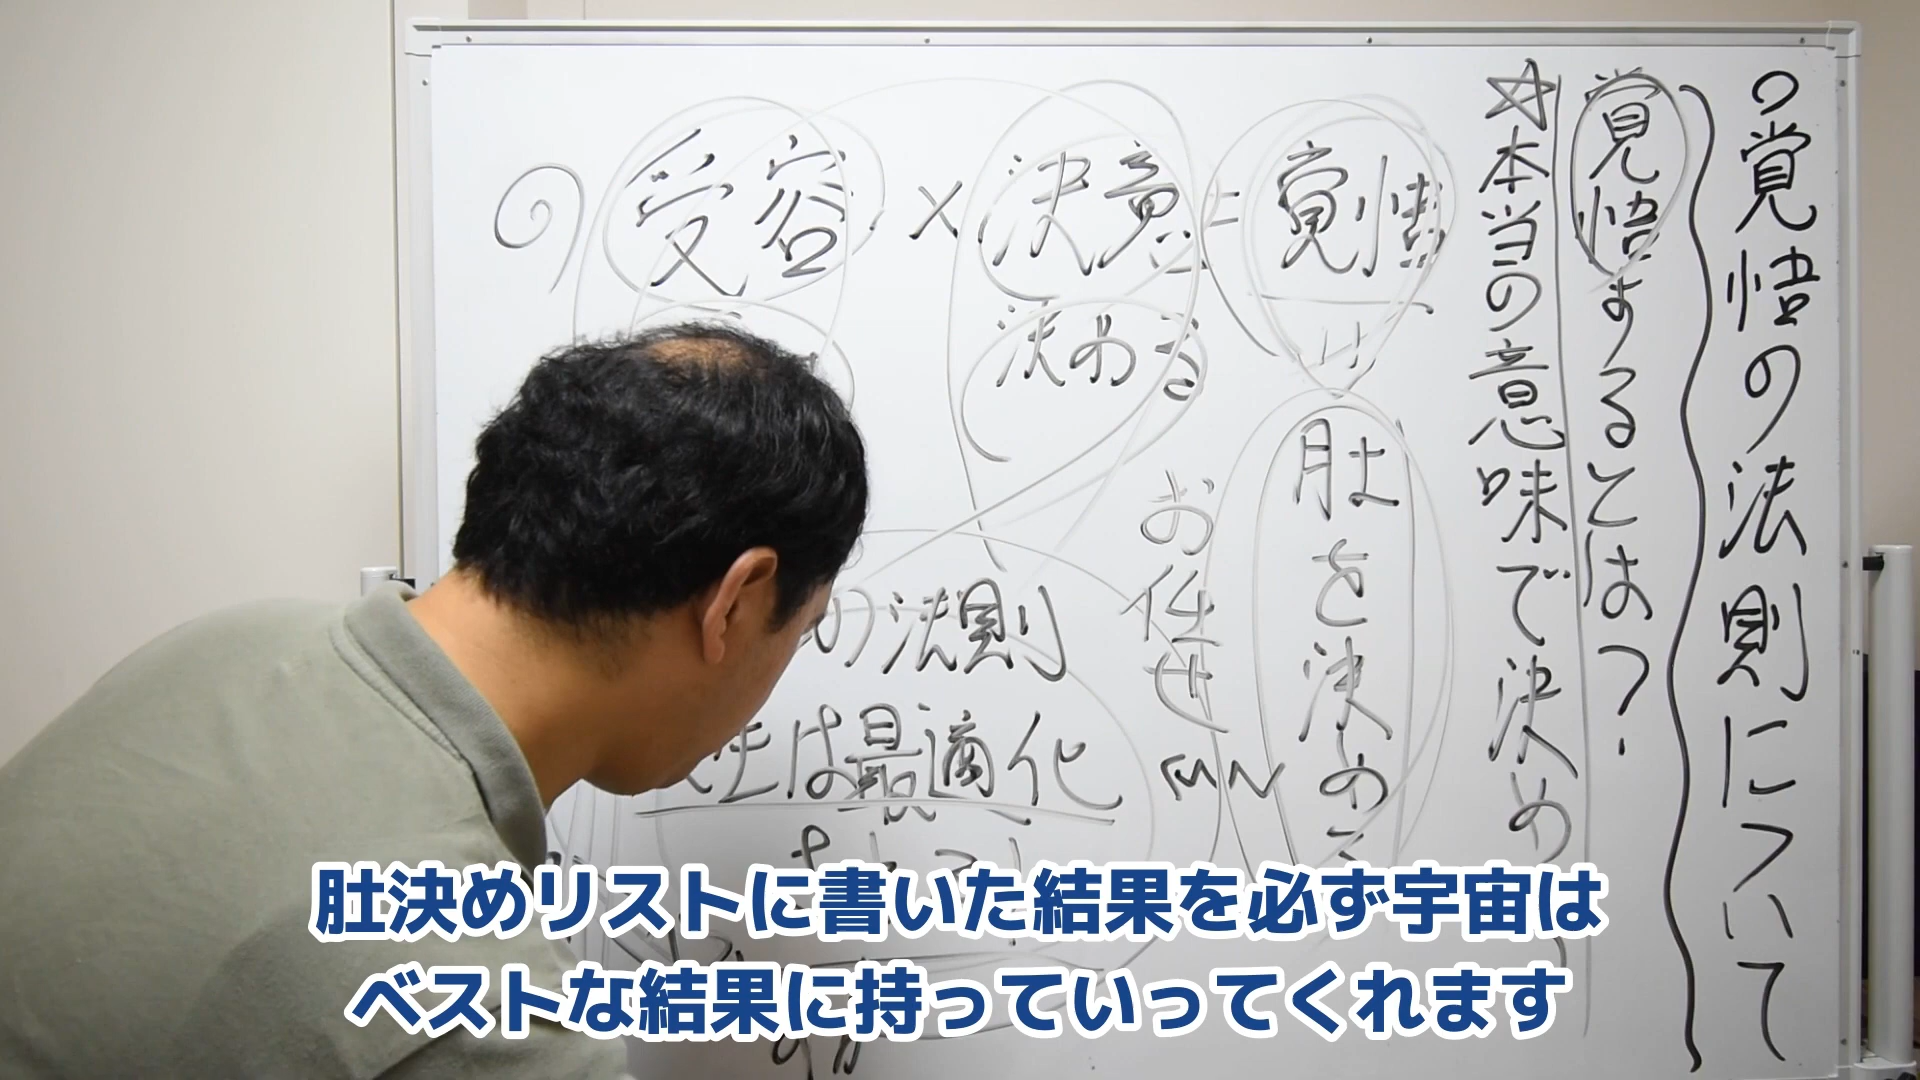 ○覚悟の法則について
覚悟するとは?
☆本当の意味で決め
受容×決意=覚悟
決める
肚を決める
お任せ
の法則
は最適化
肚決めリストに書いた結果を必ず宇宙は
ベストな結果に持っていってくれます